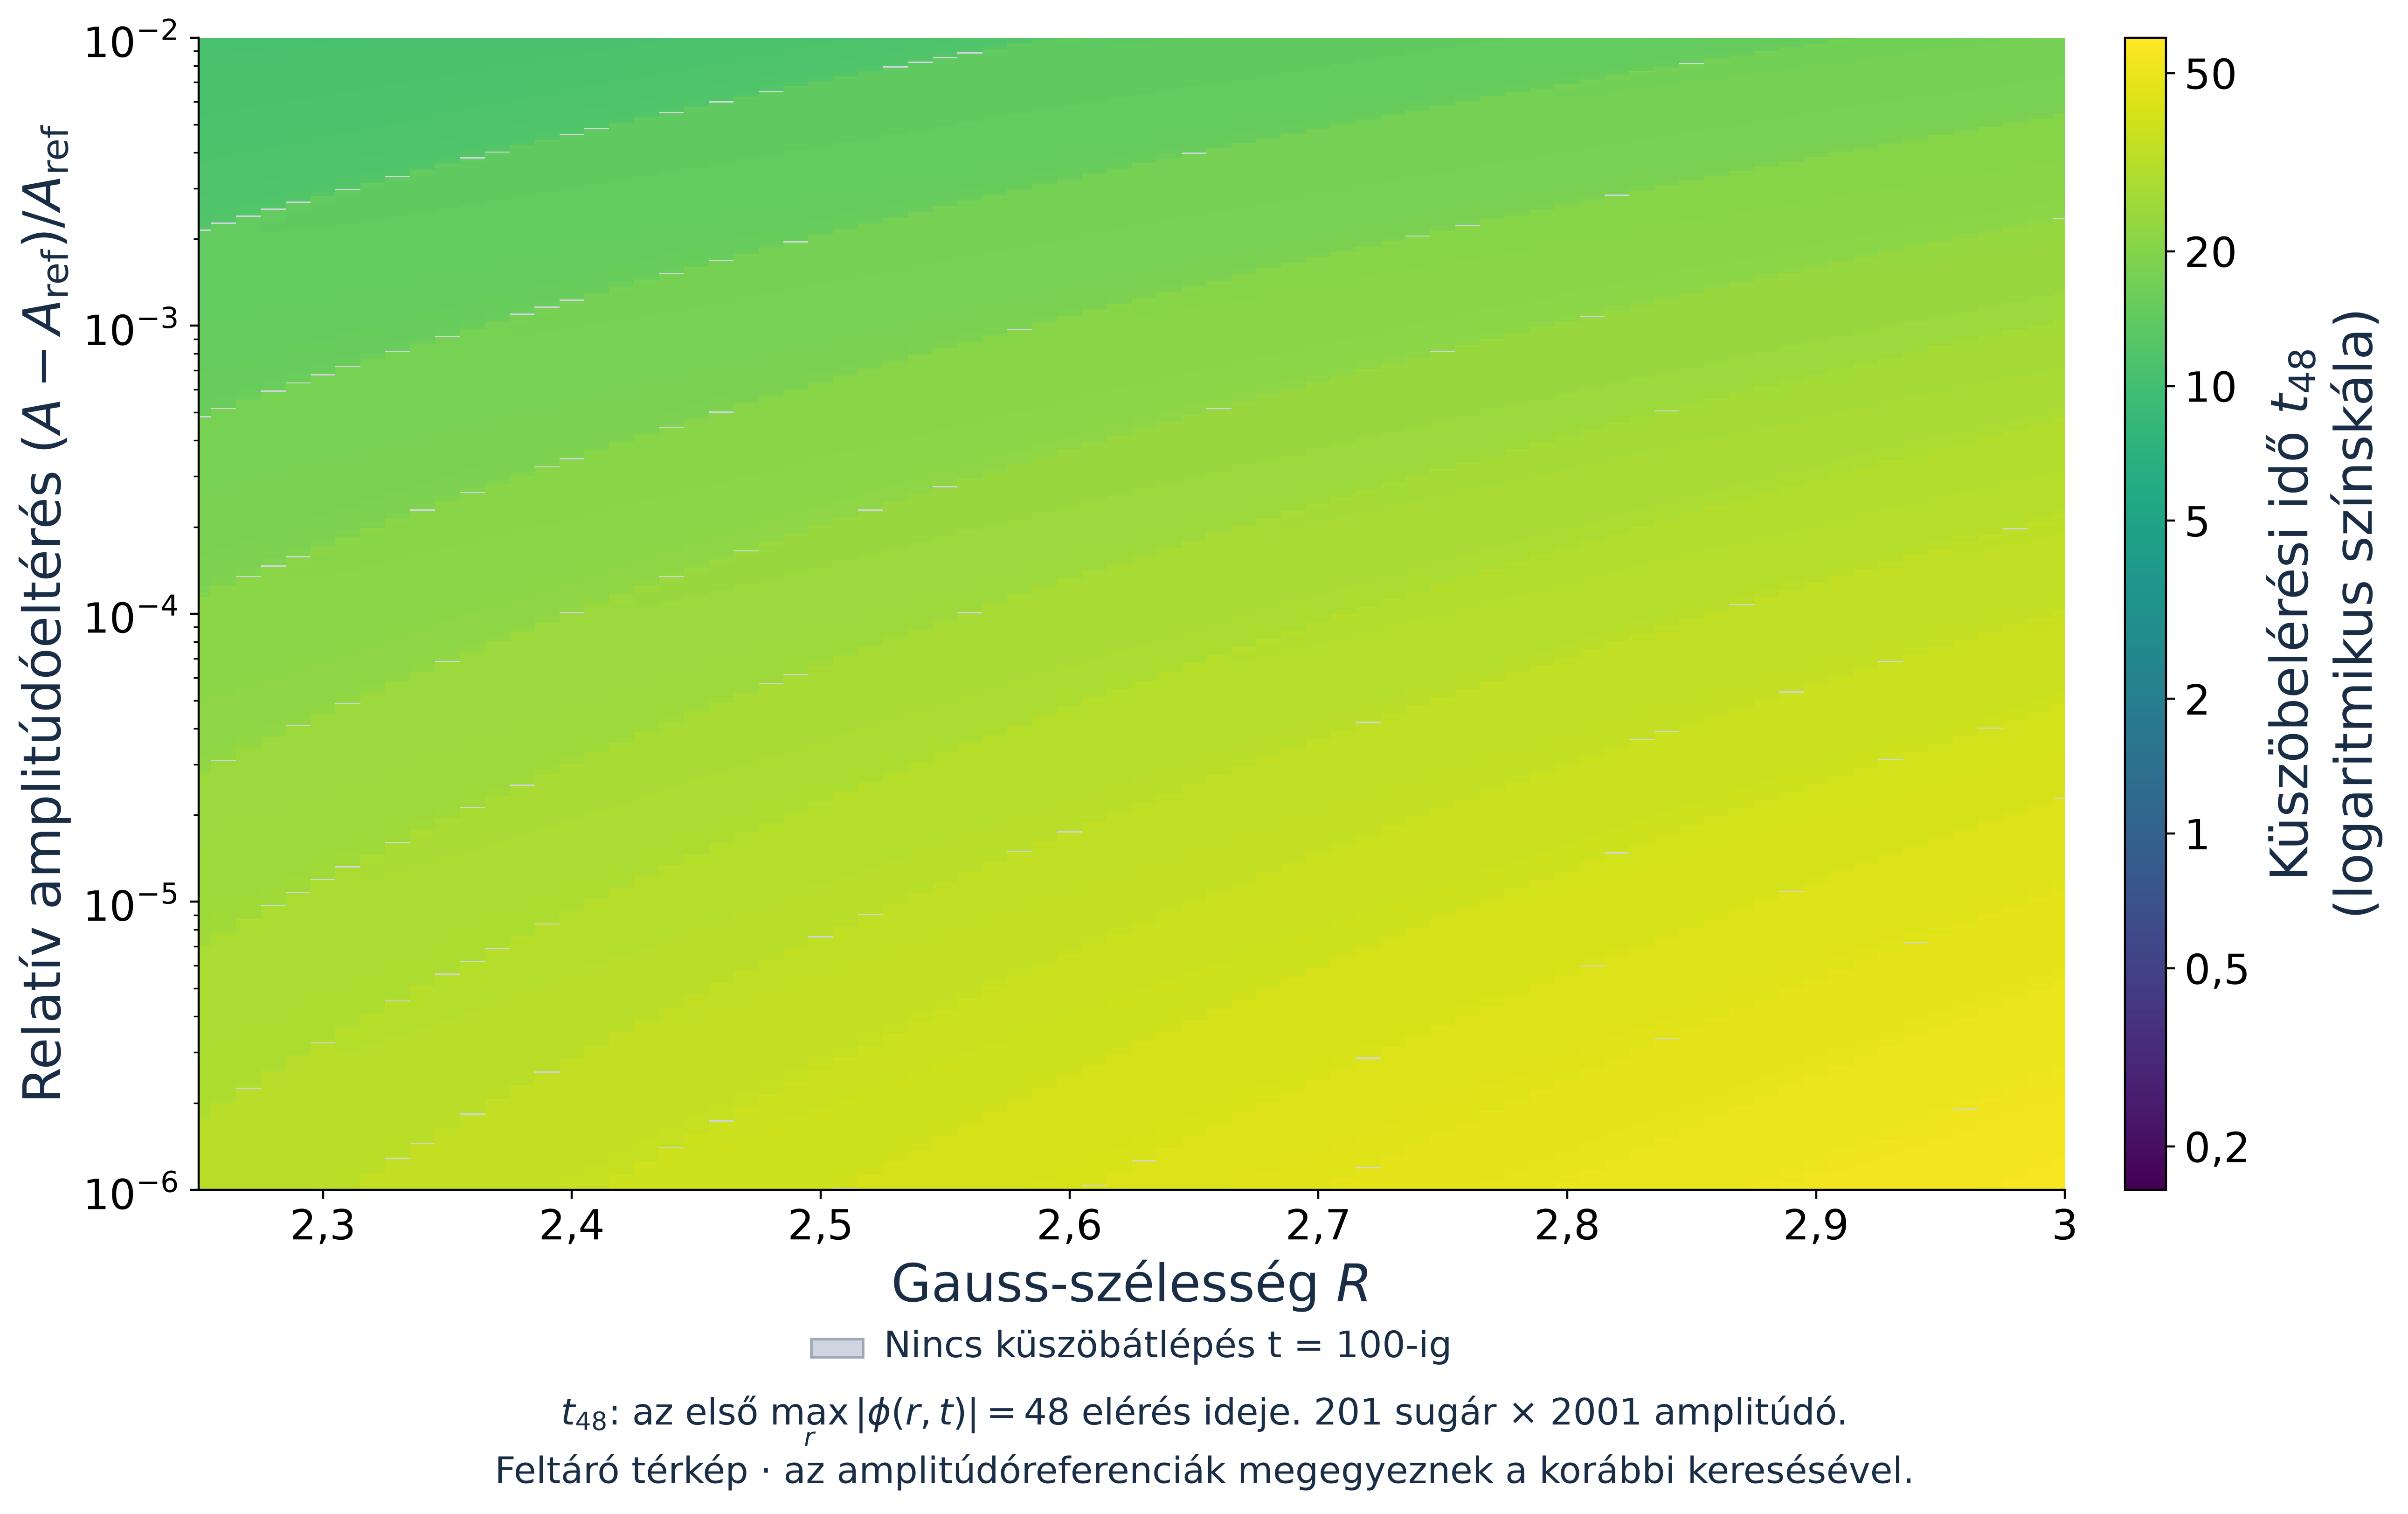 10⁻²
10⁻³
10⁻⁴
10⁻⁵
10⁻⁶
Relatív amplitúdóeltérés (A − A_ref)/A_ref
2,3 2,4 2,5 2,6 2,7 2,8 2,9 3
Gauss-szélesség R
50
20
10
5
2
1
0,5
0,2
Küszöbelérési idő t₄₈
(logaritmikus színskála)
Nincs küszöbátlépés t = 100-ig
t₄₈: az első max_r |ϕ(r, t)| = 48 elérés ideje. 201 sugár × 2001 amplitúdó.
Feltáró térkép · az amplitúdóreferenciák megegyeznek a korábbi keresésével.